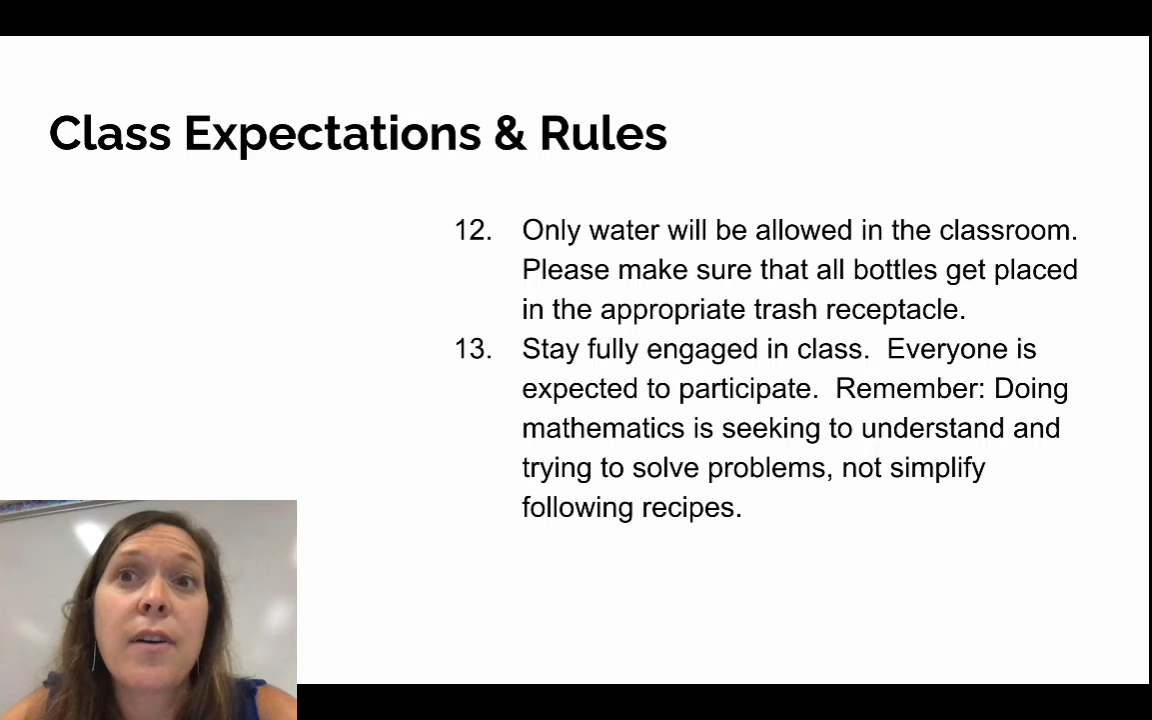 Class Expectations & Rules
12. Only water will be allowed in the classroom.
Please make sure that all bottles get placed
in the appropriate trash receptacle.
13. Stay fully engaged in class.  Everyone is
expected to participate.  Remember: Doing
mathematics is seeking to understand and
trying to solve problems, not simplify
following recipes.